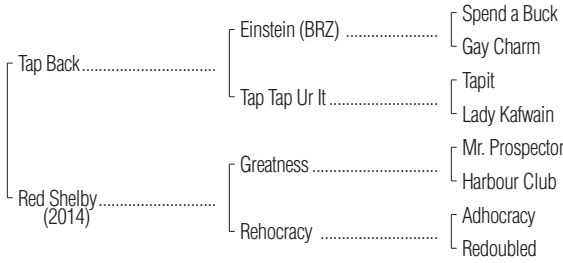 Spend a Buck
Einstein (BRZ)
Gay Charm
Tap Back
Tapit
Tap Tap Ur It
Lady Kafwain
Mr. Prospector
Greatness
Harbour Club
Red Shelby
(2014)
Adhocracy
Rehocracy
Redoubled